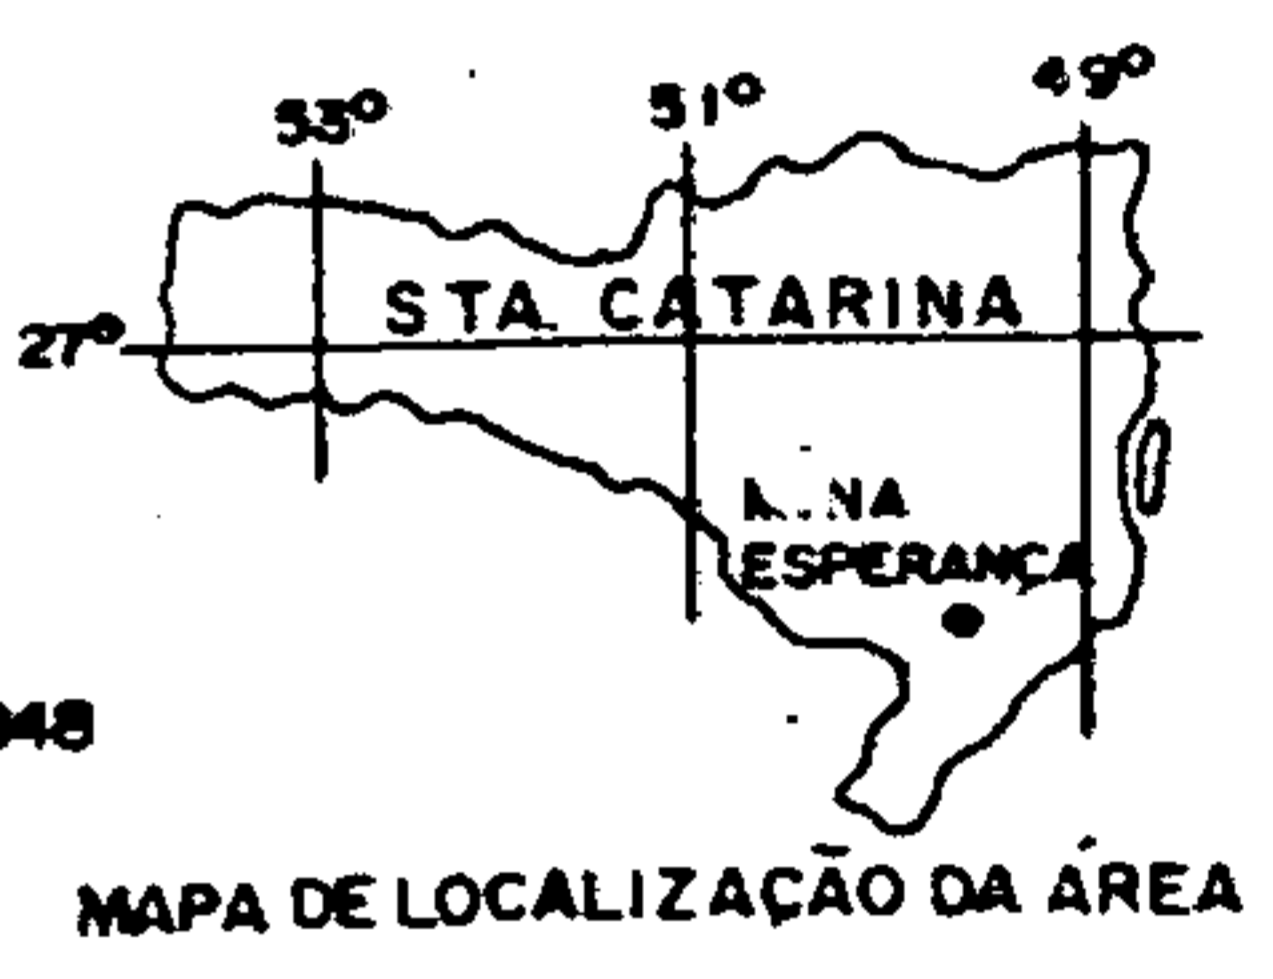 53° 51° 49°
STA. CATARINA
27°
ESPERANÇA
MAPA DE LOCALIZAÇÃO DA ÁREA